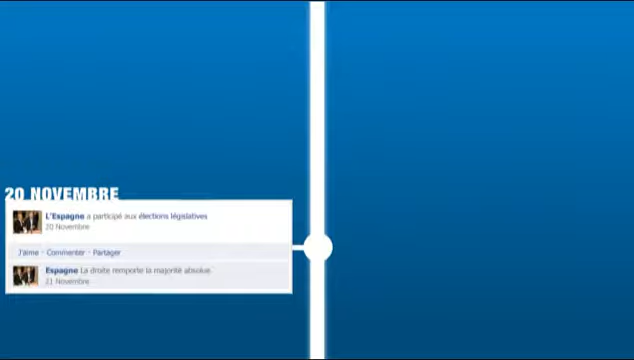 20 NOVEMBRE
L'Espagne a participé aux élections législatives
20 Novembre
J'aime - Commenter - Partager
Espagne La droite remporte la majorité absolue.
21 Novembre